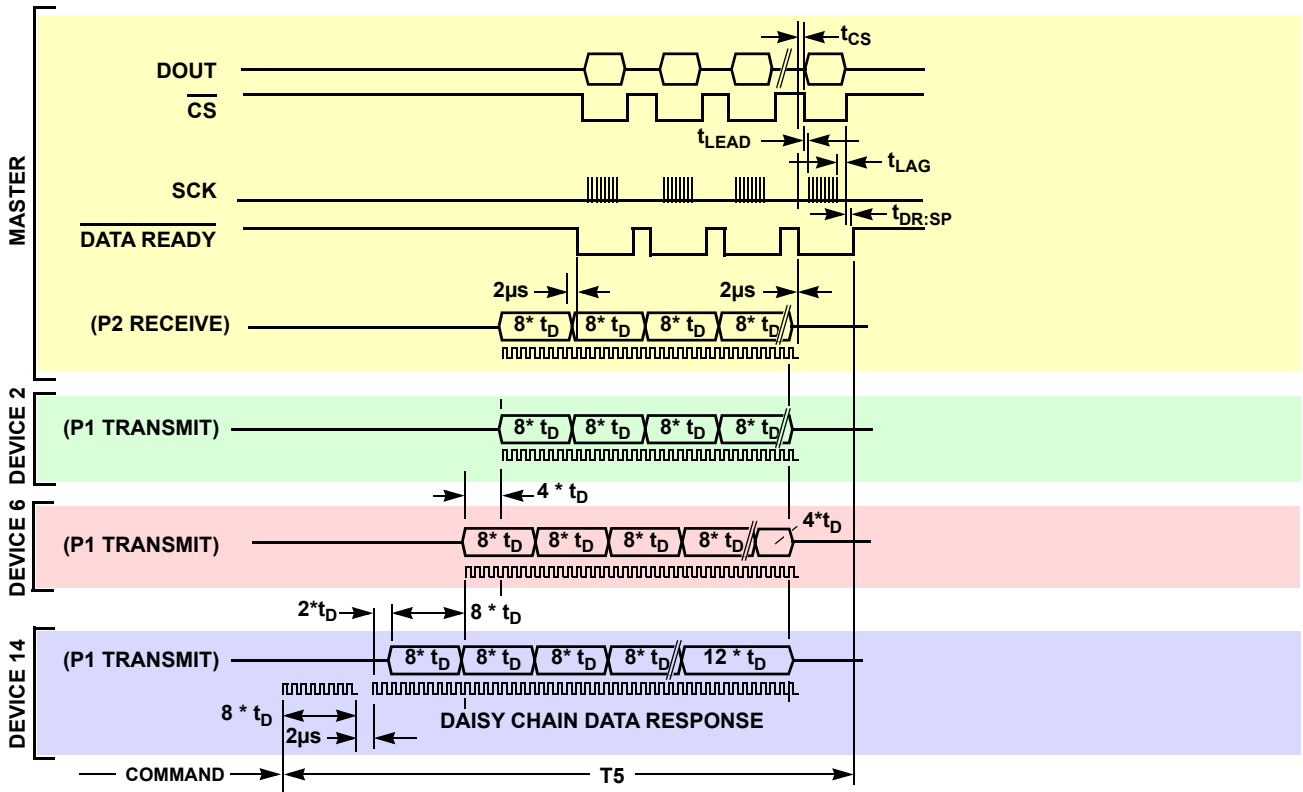 MASTER
DOUT
tCS
CS
tLEAD
tLAG
SCK
tDR:SP
DATA READY
2µs
2µs
(P2 RECEIVE)
8* tD 8* tD 8* tD 8* tD
DEVICE 2
(P1 TRANSMIT)
8* tD 8* tD 8* tD 8* tD
4 * tD
DEVICE 6
(P1 TRANSMIT)
8* tD 8* tD 8* tD 8* tD
4*tD
2*tD
8 * tD
DEVICE 14
(P1 TRANSMIT)
8* tD 8* tD 8* tD 8* tD 12 * tD
8 * tD
DAISY CHAIN DATA RESPONSE
2µs
COMMAND
T5